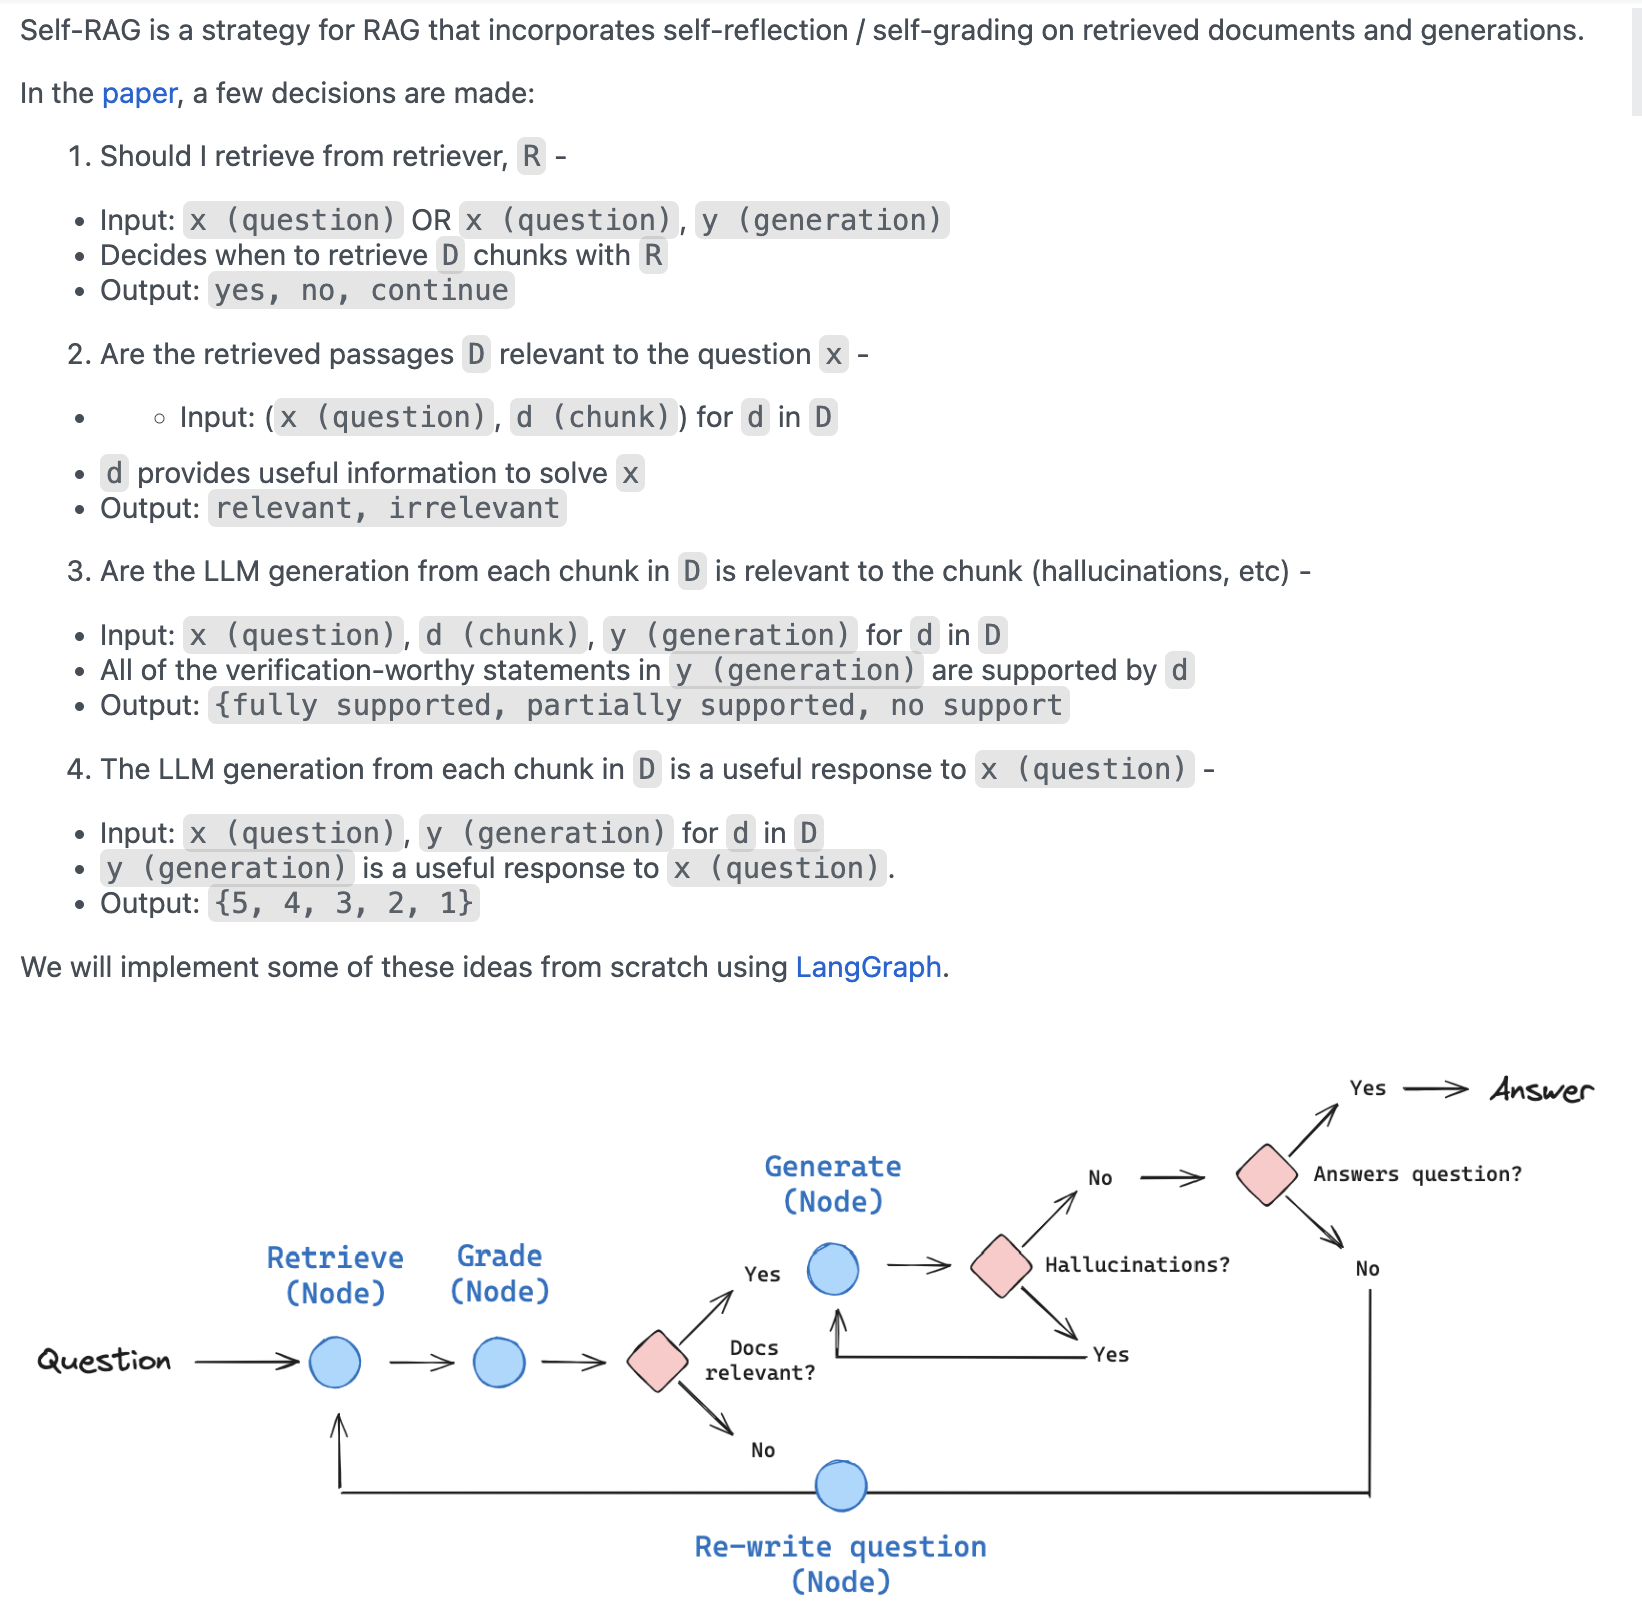 Self-RAG is a strategy for RAG that incorporates self-reflection / self-grading on retrieved documents and generations.
In the paper, a few decisions are made:
1. Should I retrieve from retriever, R -
• Input: x (question) OR x (question), y (generation)
• Decides when to retrieve D chunks with R
• Output: yes, no, continue
2. Are the retrieved passages D relevant to the question x -
• ◦ Input: (x (question), d (chunk)) for d in D
• d provides useful information to solve x
• Output: relevant, irrelevant
3. Are the LLM generation from each chunk in D is relevant to the chunk (hallucinations, etc) -
• Input: x (question), d (chunk), y (generation) for d in D
• All of the verification-worthy statements in y (generation) are supported by d
• Output: {fully supported, partially supported, no support
4. The LLM generation from each chunk in D is a useful response to x (question) -
• Input: x (question), y (generation) for d in D
• y (generation) is a useful response to x (question).
• Output: {5, 4, 3, 2, 1}
We will implement some of these ideas from scratch using LangGraph.
Question
Retrieve
(Node)
Grade
(Node)
Docs
relevant?
Yes
No
Generate
(Node)
Hallucinations?
No
Yes
Answers question?
Yes
Answer
No
Re-write question
(Node)